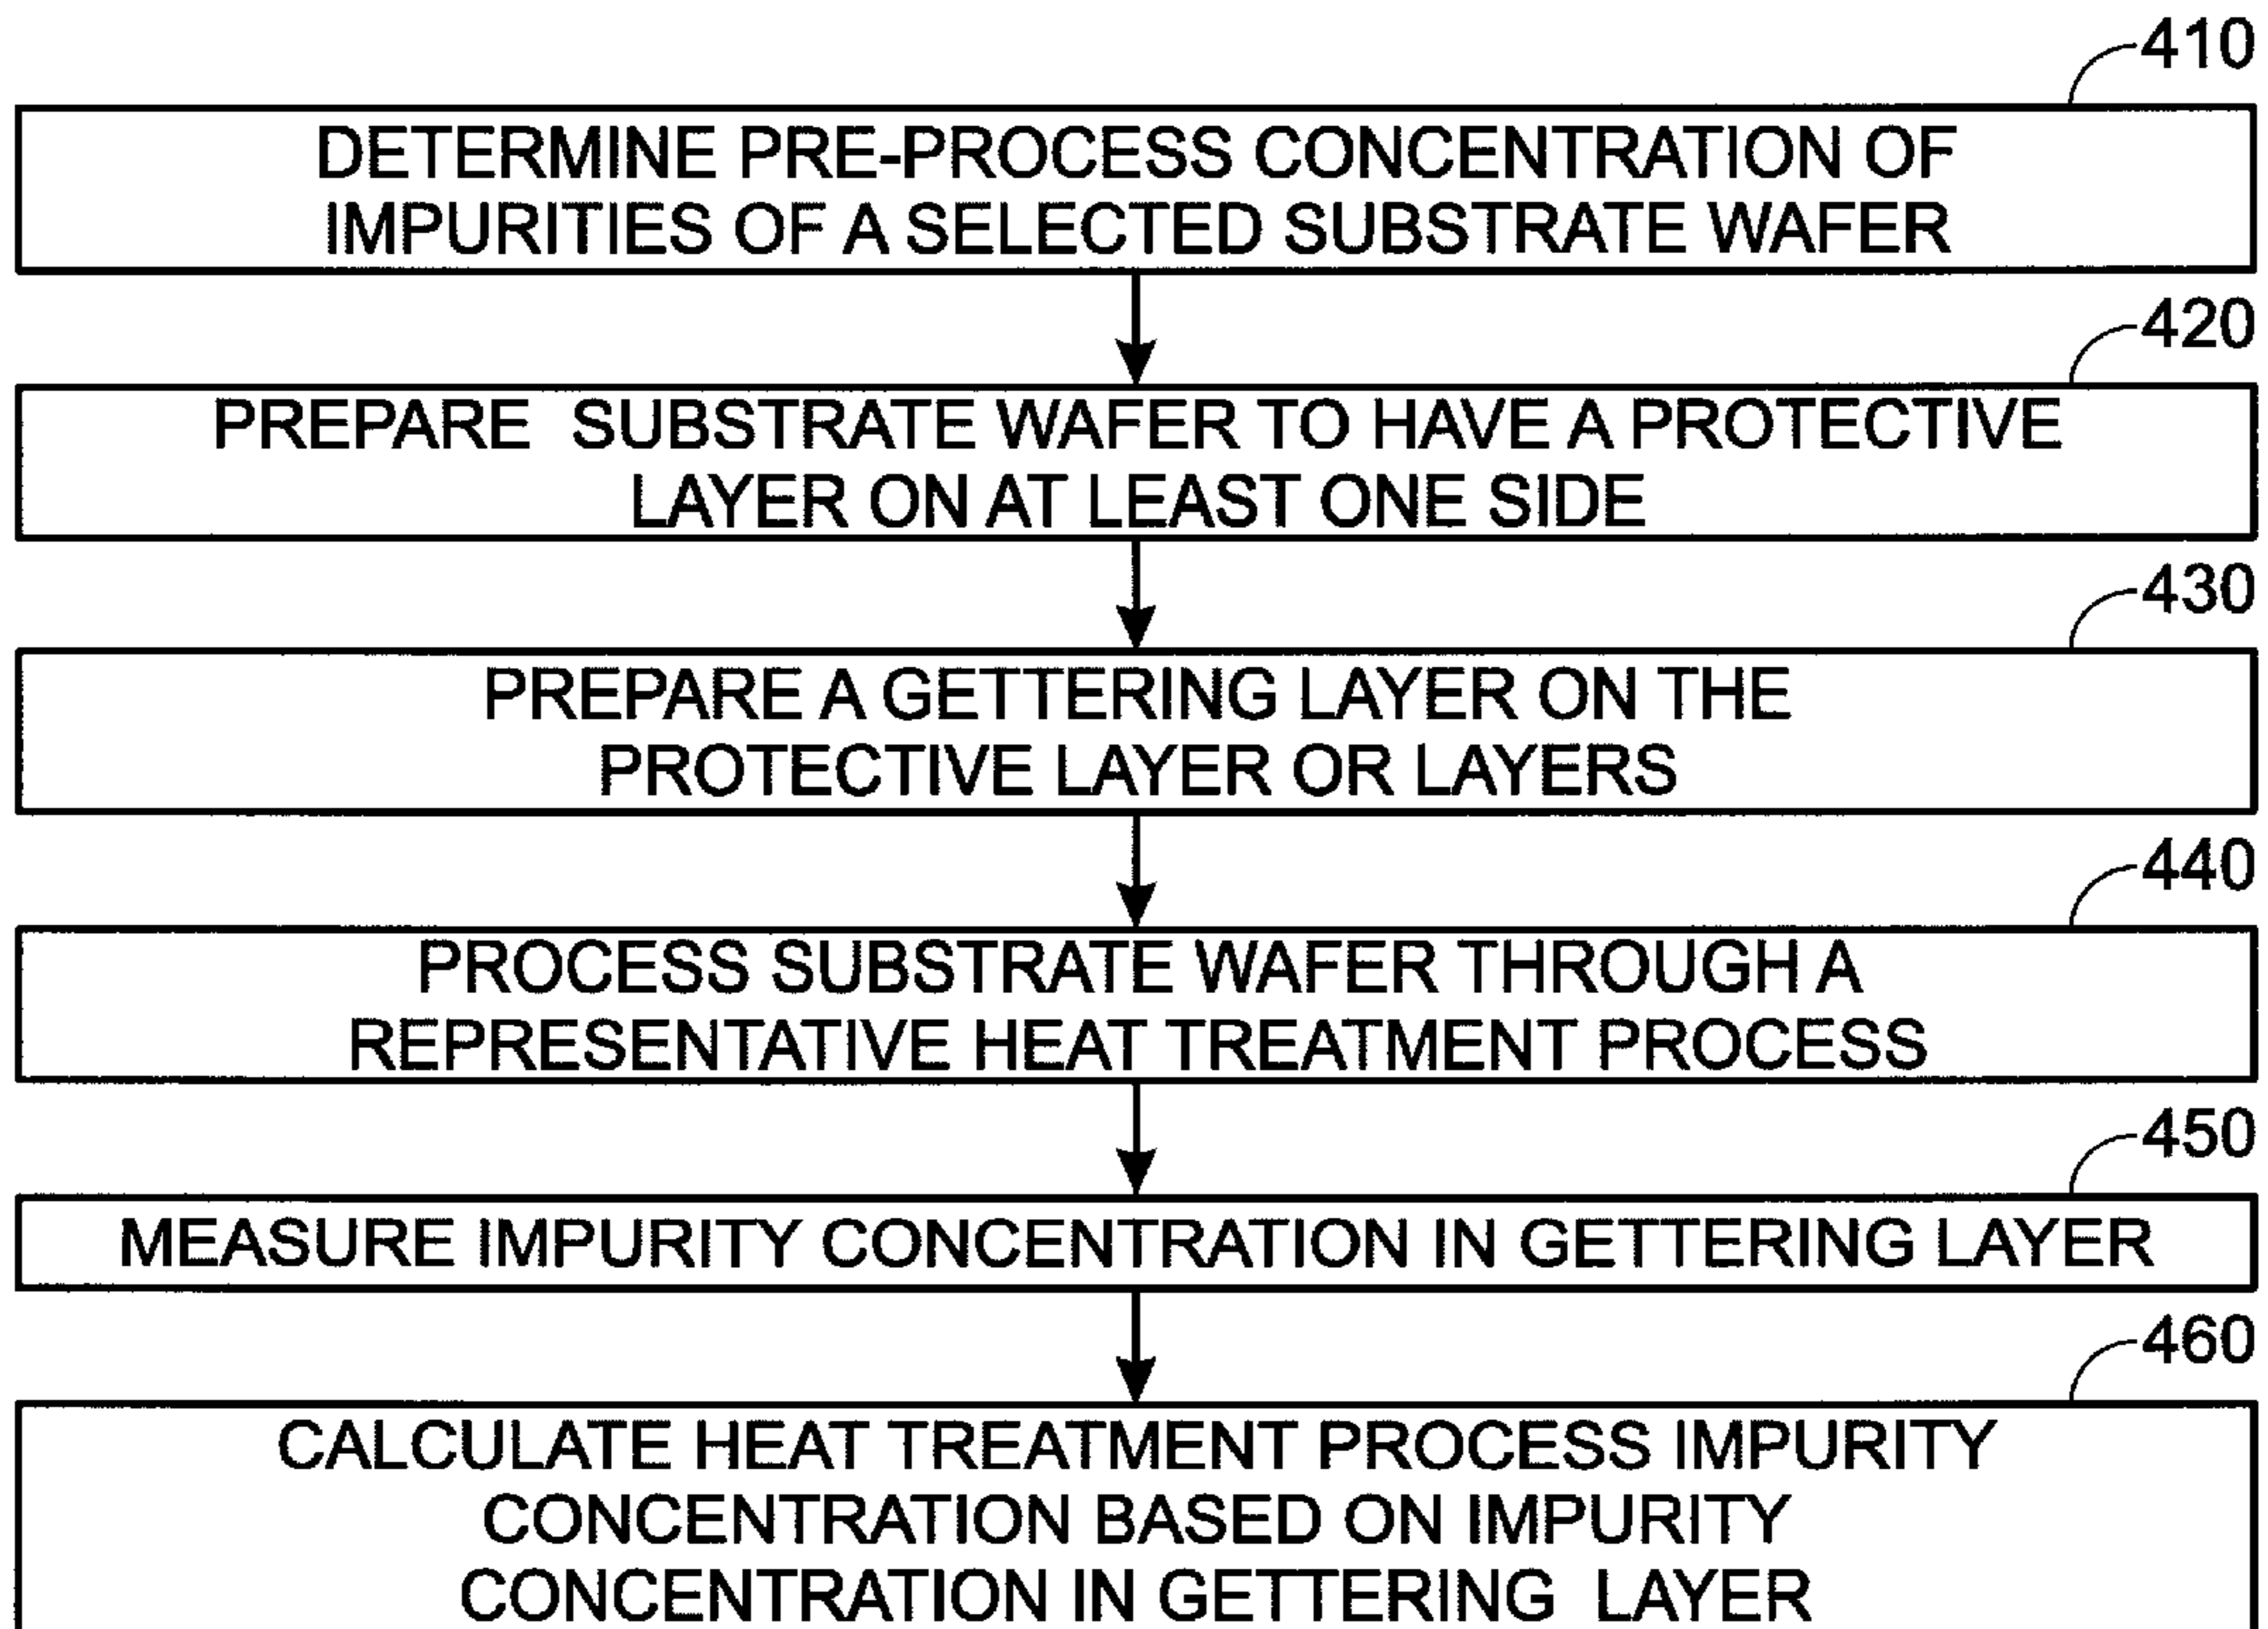 410
DETERMINE PRE-PROCESS CONCENTRATION OF
IMPURITIES OF A SELECTED SUBSTRATE WAFER
420
PREPARE SUBSTRATE WAFER TO HAVE A PROTECTIVE
LAYER ON AT LEAST ONE SIDE
430
PREPARE A GETTERING LAYER ON THE
PROTECTIVE LAYER OR LAYERS
440
PROCESS SUBSTRATE WAFER THROUGH A
REPRESENTATIVE HEAT TREATMENT PROCESS
450
MEASURE IMPURITY CONCENTRATION IN GETTERING LAYER
460
CALCULATE HEAT TREATMENT PROCESS IMPURITY
CONCENTRATION BASED ON IMPURITY
CONCENTRATION IN GETTERING LAYER